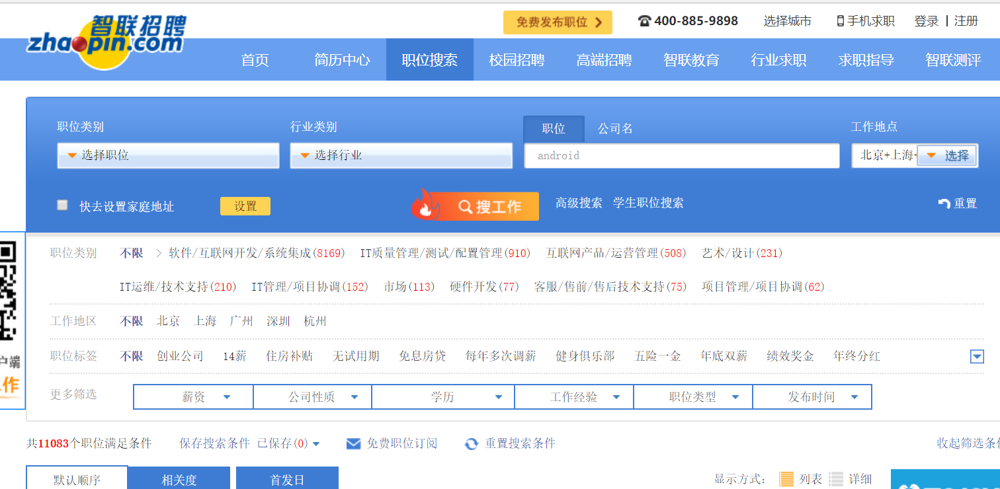 智联招聘
zhaopin.com
免费发布职位 400-885-9898 选择城市 手机求职 登录 | 注册
首页 简历中心 职位搜索 校园招聘 高端招聘 智联教育 行业求职 求职指导 智联测评
职位类别 行业类别 职位 公司名 工作地点
选择职位 选择行业 android 北京+上海+ 选择
快去设置家庭地址 设置 搜工作 高级搜索 学生职位搜索 重置
职位类别 不限 > 软件/互联网开发/系统集成(8169) IT质量管理/测试/配置管理(910) 互联网产品/运营管理(508) 艺术/设计(231)
IT运维/技术支持(210) IT管理/项目协调(152) 市场(113) 硬件开发(77) 客服/售前/售后技术支持(75) 项目管理/项目协调(62)
工作地区 不限 北京 上海 广州 深圳 杭州
职位标签 不限 创业公司 14薪 住房补贴 无试用期 免息房贷 每年多次调薪 健身俱乐部 五险一金 年底双薪 绩效奖金 年终分红
户端
工作
更多筛选 薪资 公司性质 学历 工作经验 职位类型 发布时间
共11083个职位满足条件 保存搜索条件 已保存(0) 免费职位订阅 重置搜索条件 收起筛选条件
默认顺序 相关度 首发日 显示方式： 列表 详细